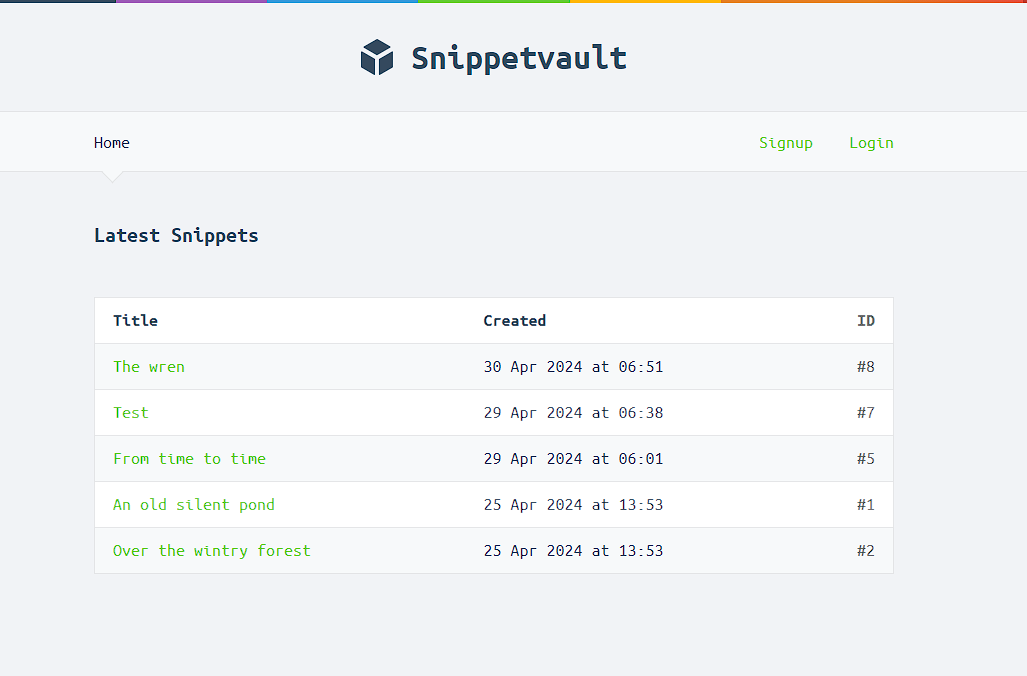 Snippetvault
Home Signup Login
Latest Snippets
Title Created ID
The wren 30 Apr 2024 at 06:51 #8
Test 29 Apr 2024 at 06:38 #7
From time to time 29 Apr 2024 at 06:01 #5
An old silent pond 25 Apr 2024 at 13:53 #1
Over the wintry forest 25 Apr 2024 at 13:53 #2